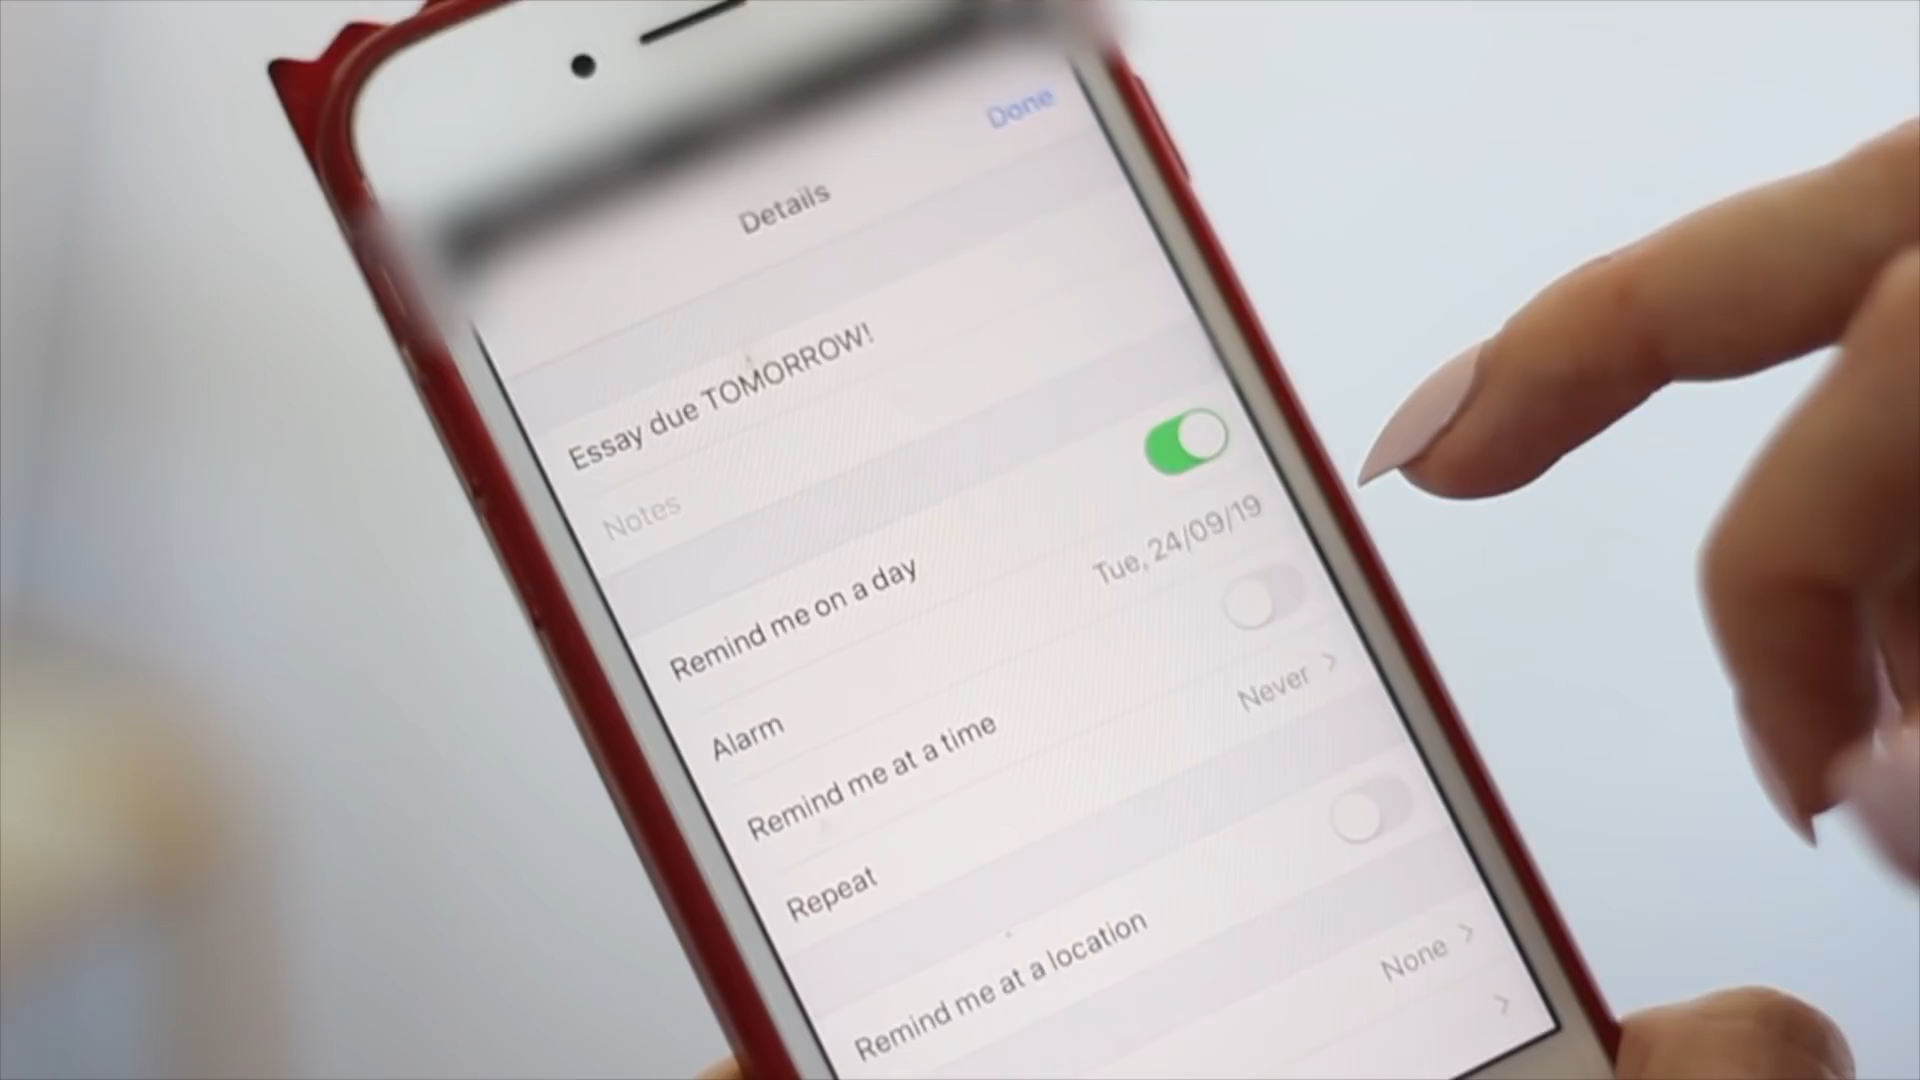 Done
Details
Essay due TOMORROW!
Notes
Remind me on a day
Alarm Tue, 24/09/19
Remind me at a time
Repeat Never >
Remind me at a location
None >
>